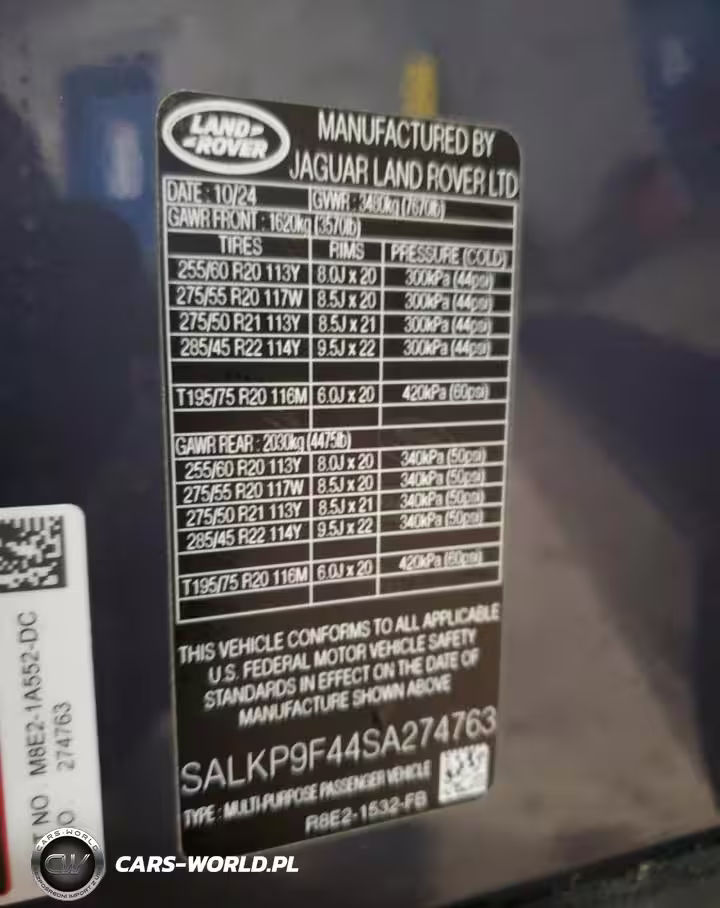 LAND-
-ROVER
MANUFACTURED BY
JAGUAR LAND ROVER LTD
DATE : 10/24 GVWR : 3480kg (7670lb)
GAWR FRONT : 1620kg (3570lb)
TIRES RIMS PRESSURE (COLD)
255/60 R20 113Y 8.0J x 20 300kPa (44psi)
275/55 R20 117W 8.5J x 20 300kPa (44psi)
275/50 R21 113Y 8.5J x 21 300kPa (44psi)
285/45 R22 114Y 9.5J x 22 300kPa (44psi)
T195/75 R20 116M 6.0J x 20 420kPa (60psi)
GAWR REAR : 2030kg (4475lb)
255/60 R20 113Y 8.0J x 20 340kPa (50psi)
275/55 R20 117W 8.5J x 20 340kPa (50psi)
275/50 R21 113Y 8.5J x 21 340kPa (50psi)
285/45 R22 114Y 9.5J x 22 340kPa (50psi)
T195/75 R20 116M 6.0J x 20 420kPa (60psi)
THIS VEHICLE CONFORMS TO ALL APPLICABLE
U.S. FEDERAL MOTOR VEHICLE SAFETY
STANDARDS IN EFFECT ON THE DATE OF
MANUFACTURE SHOWN ABOVE
SALKP9F44SA274763
TYPE : MULTI-PURPOSE PASSENGER VEHICLE
R8E2-1532-FB
T NO. M8E2-1A552-DC
O. 274763
CARS-WORLD
CW
CARS-WORLD.PL